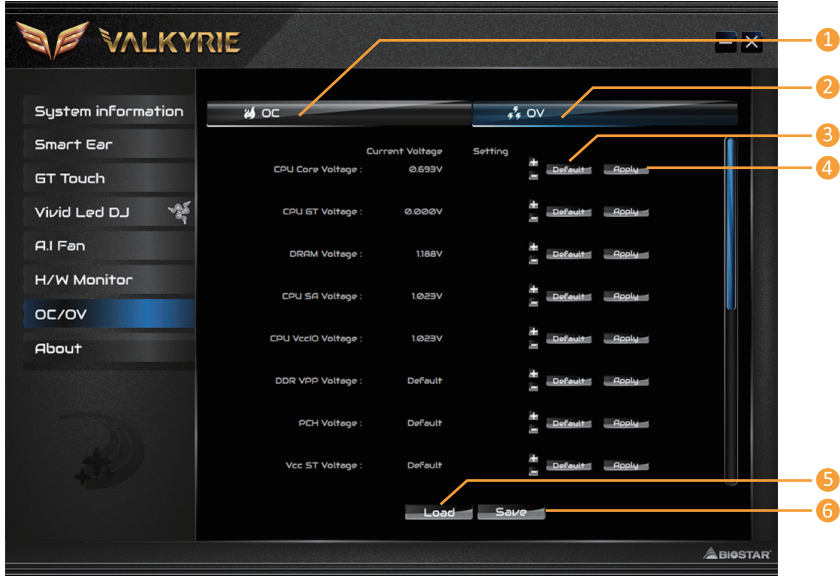 VALKYRIE
1
2
System information
OC
OV
Smart Ear
3
Current Voltage Setting
CPU Core Voltage : 0.693V Default Apply
4
GT Touch
Vivid Led DJ
CPU GT Voltage : 0.000V Default Apply
A.I Fan
DRAM Voltage : 1.188V Default Apply
H/W Monitor
CPU SA Voltage : 1.023V Default Apply
OC/OV
CPU VccIO Voltage : 1.023V Default Apply
About
DDR VPP Voltage : Default Default Apply
PCH Voltage : Default Default Apply
Vcc ST Voltage : Default Default Apply
5
Load Save
6
BIOSTAR